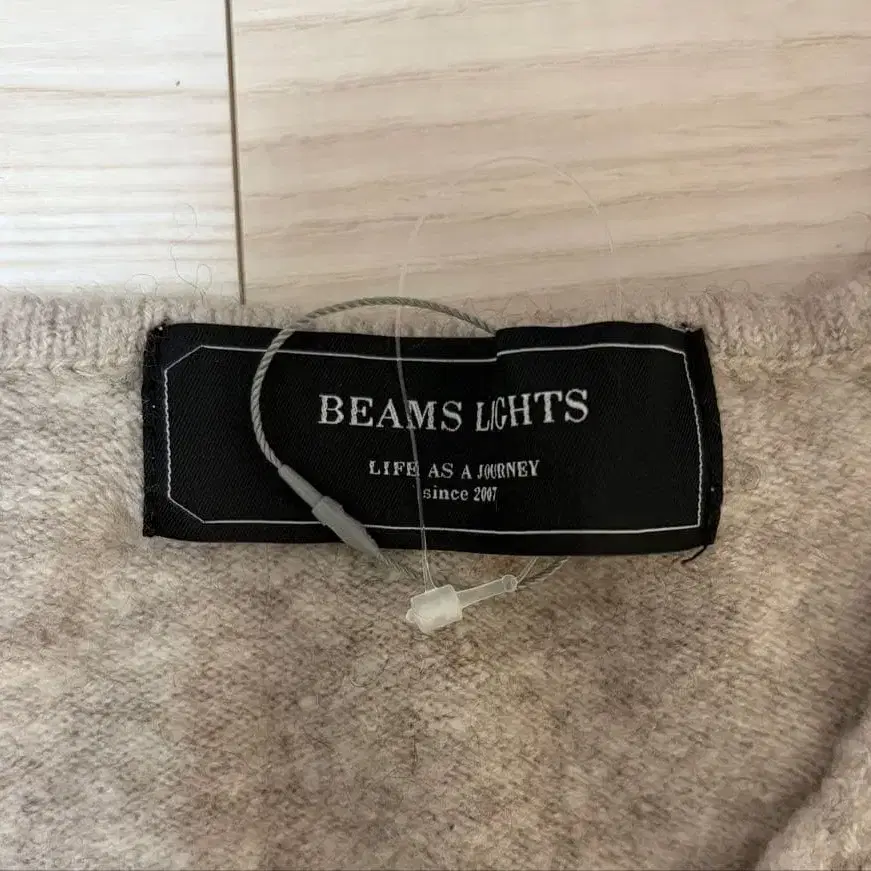 BEAMS LIGHTS
LIFE AS A JOURNEY
since 2007